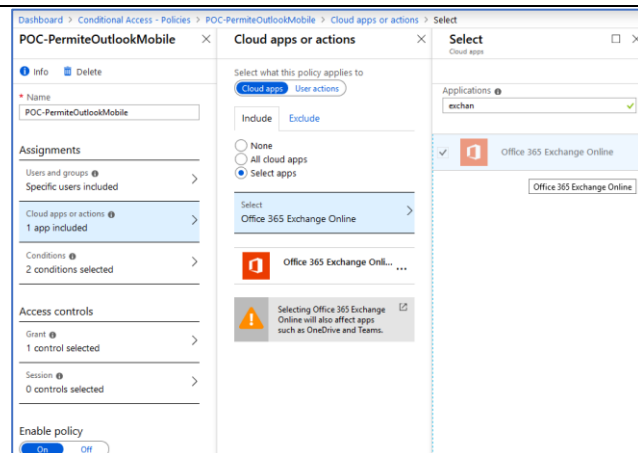 Dashboard > Conditional Access - Policies > POC-PermiteOutlookMobile > Cloud apps or actions > Select
POC-PermiteOutlookMobile
Info Delete
* Name
POC-PermiteOutlookMobile
Assignments
Users and groups
Specific users included
Cloud apps or actions
1 app included
Conditions
2 conditions selected
Access controls
Grant
1 control selected
Session
0 controls selected
Enable policy
On Off
Cloud apps or actions
Select what this policy applies to
Cloud apps User actions
Include Exclude
None
All cloud apps
Select apps
Select
Office 365 Exchange Online
Office 365 Exchange Onli... ...
Selecting Office 365 Exchange
Online will also affect apps
such as OneDrive and Teams.
Select
Cloud apps
Applications
exchan
Office 365 Exchange Online
Office 365 Exchange Online